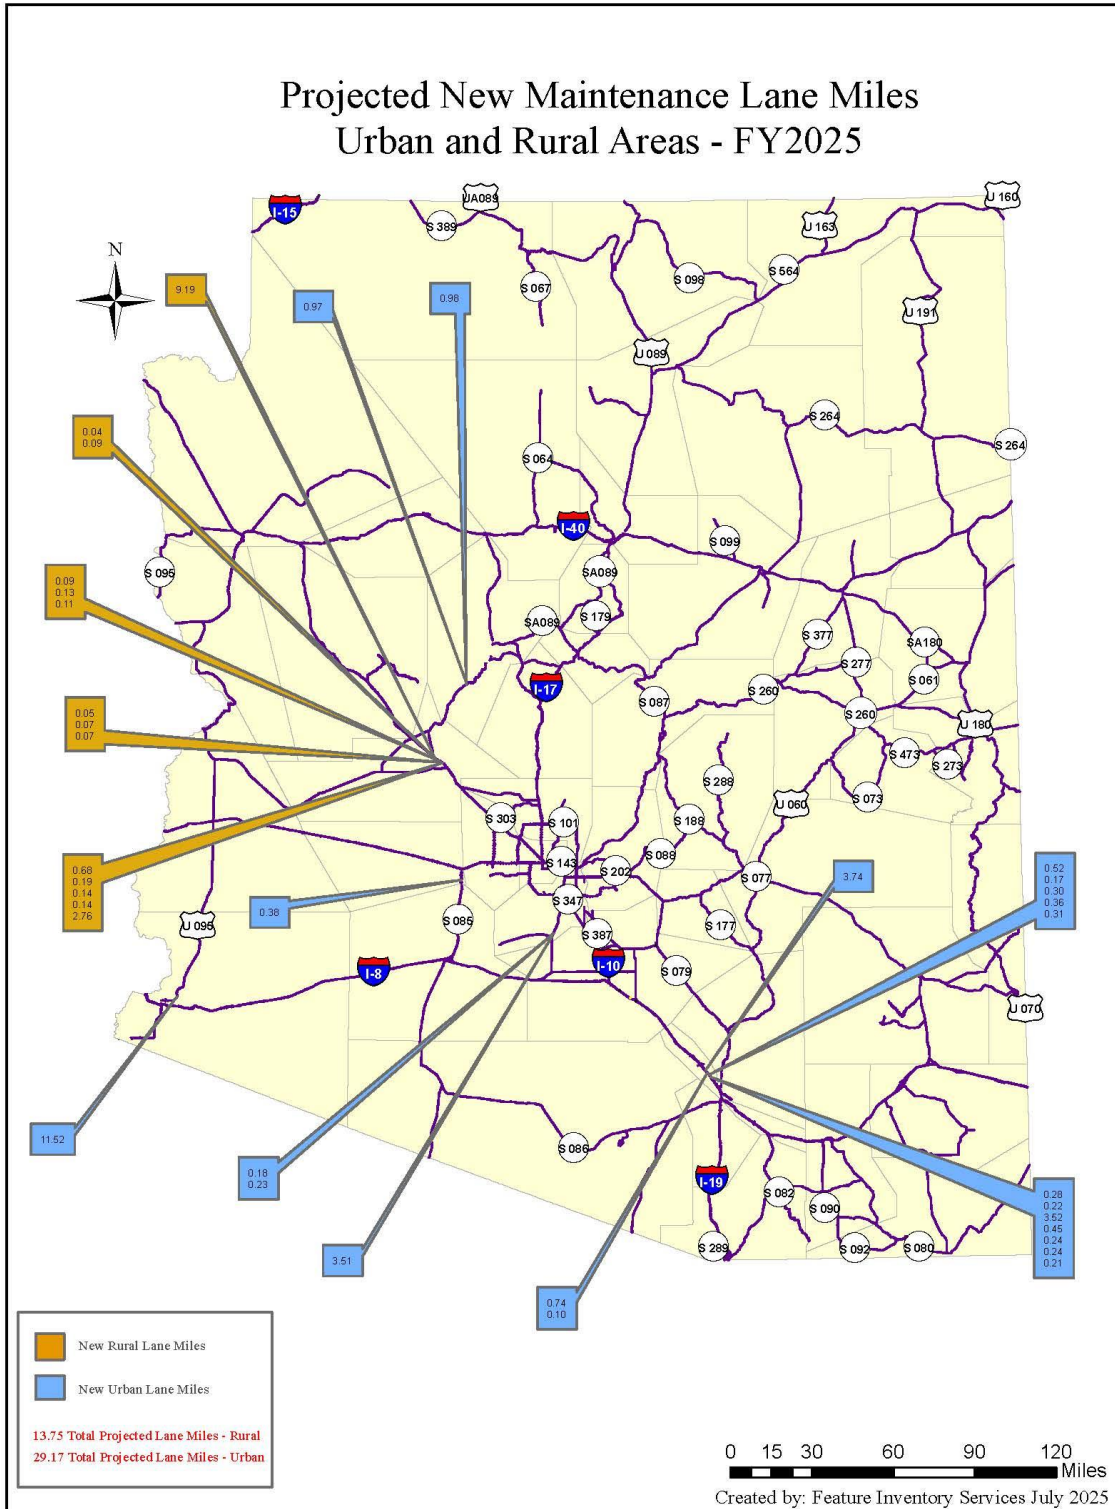 Projected New Maintenance Lane Miles
Urban and Rural Areas - FY2025
I-15
UA089
S 389
U 160
U 163
N
S 564
S 098
S 067
9.19
0.97
0.98
U 191
U 089
S 264
0.04
0.09
S 264
S 064
I-40
S 099
S 095
SA089
0.09
0.13
0.11
S 179
SA089
S 377
SA180
S 277
S 061
I-17
S 260
S 087
0.05
0.07
0.07
S 260
U 180
S 473
S 273
S 288
S 073
U 060
S 303
S 101
S 188
S 088
S 143
S 202
0.68
0.19
0.14
0.14
2.76
S 077
3.74
0.52
0.17
0.30
0.36
0.31
0.38
S 347
S 085
U 095
S 177
S 387
I-10
I-8
S 079
U 070
11.52
S 086
0.18
0.23
I-19
S 082
S 090
0.28
0.22
3.52
0.45
0.24
0.24
0.21
3.51
S 289
S 092
S 080
0.74
0.10
New Rural Lane Miles
New Urban Lane Miles
13.75 Total Projected Lane Miles - Rural
29.17 Total Projected Lane Miles - Urban
0 15 30 60 90 120
Miles
Created by: Feature Inventory Services July 2025